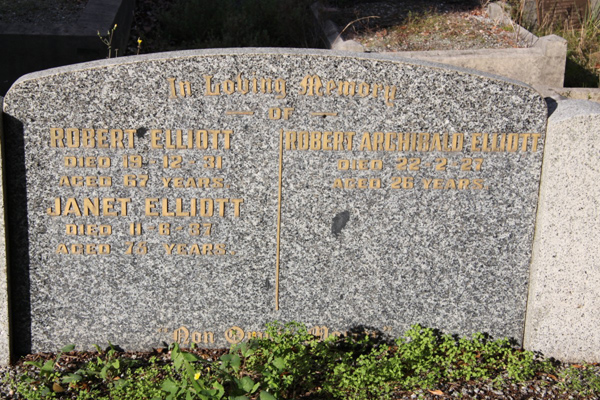 In Loving Memory
— OF —
ROBERT ELLIOTT
DIED 19-12-31
AGED 67 YEARS
JANET ELLIOTT
DIED 11-8-37
AGED 75 YEARS
ROBERT ARCHIBALD ELLIOTT
DIED 22-2-27
AGED 26 YEARS